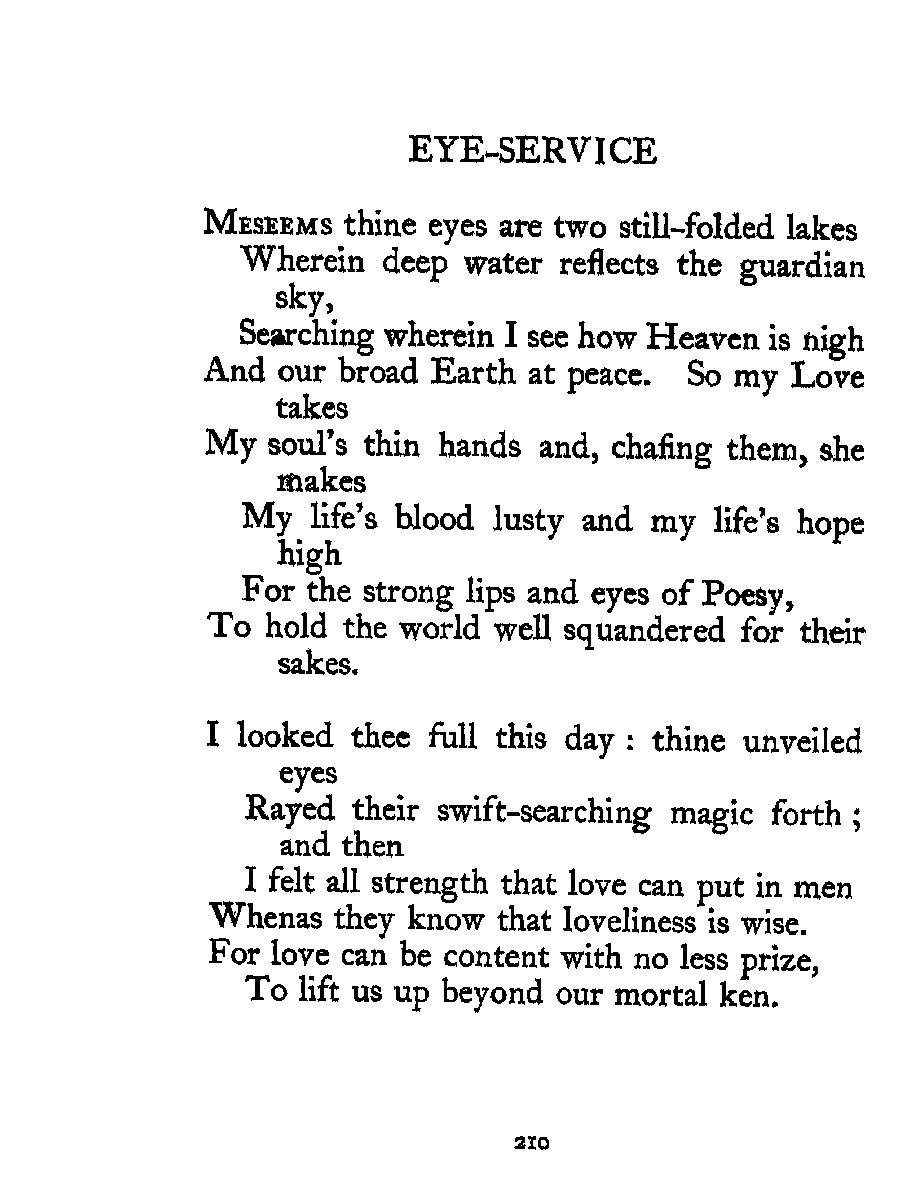 EYE-SERVICE
MESEEMS thine eyes are two still-folded lakes
Wherein deep water reflects the guardian
sky,
Searching wherein I see how Heaven is nigh
And our broad Earth at peace. So my Love
takes
My soul's thin hands and, chafing them, she
makes
My life's blood lusty and my life's hope
high
For the strong lips and eyes of Poesy,
To hold the world well squandered for their
sakes.
I looked thee full this day : thine unveiled
eyes
Rayed their swift-searching magic forth ;
and then
I felt all strength that love can put in men
Whenas they know that loveliness is wise.
For love can be content with no less prize,
To lift us up beyond our mortal ken.
210